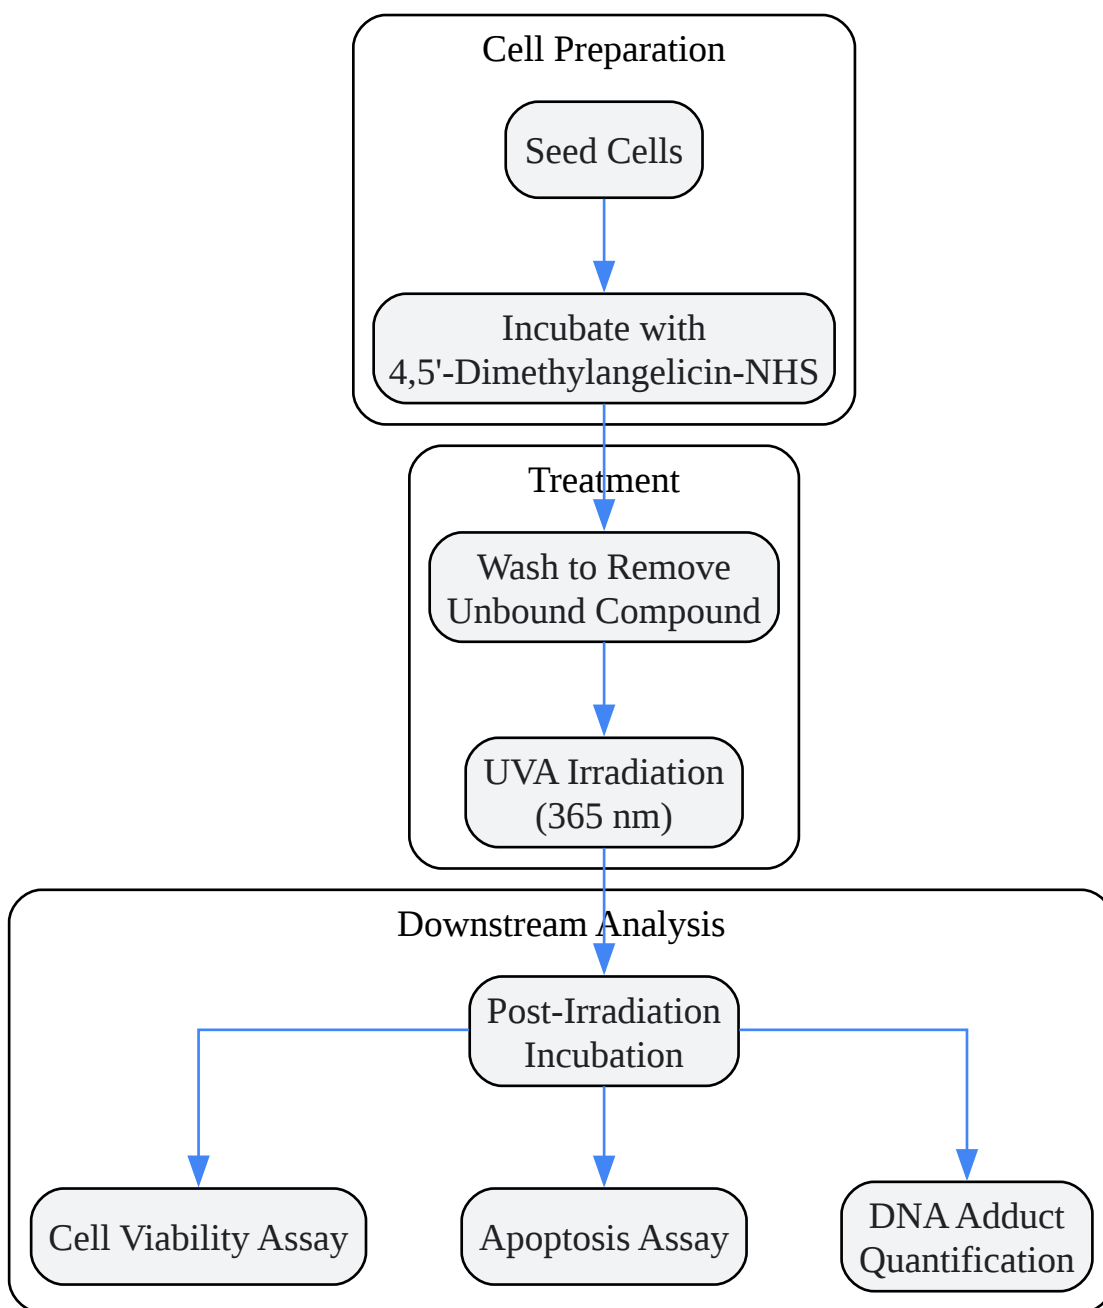 Cell Preparation
Seed Cells
Incubate with
4,5'-Dimethylangelicin-NHS
Treatment
Wash to Remove
Unbound Compound
UVA Irradiation
(365 nm)
Downstream Analysis
Post-Irradiation
Incubation
Cell Viability Assay
Apoptosis Assay
DNA Adduct
Quantification